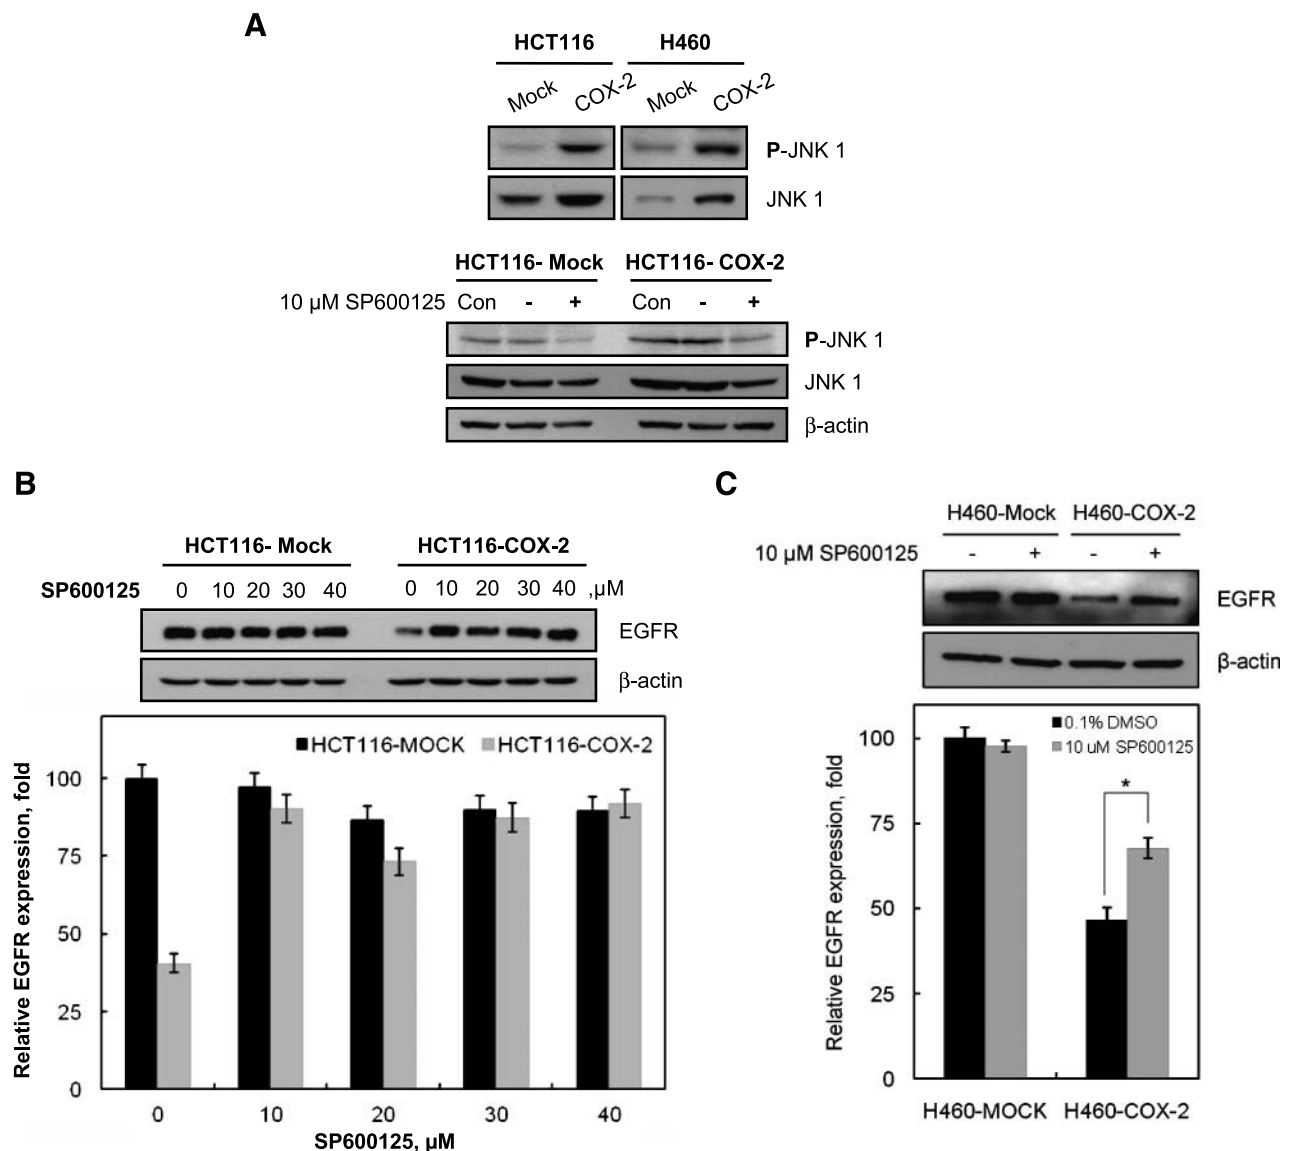 A
HCT116 H460
Mock COX-2 Mock COX-2
P-JNK 1
JNK 1
HCT116- Mock HCT116- COX-2
10 µM SP600125 Con - + Con - +
P-JNK 1
JNK 1
β-actin
B
HCT116- Mock HCT116-COX-2
SP600125 0 10 20 30 40 0 10 20 30 40 ,µM
EGFR
β-actin
HCT116-MOCK HCT116-COX-2
Relative EGFR expression, fold
100
75
50
25
0
0 10 20 30 40
SP600125, µM
C
H460-Mock H460-COX-2
10 µM SP600125 - + - +
EGFR
β-actin
0.1% DMSO
10 uM SP600125
*
Relative EGFR expression, fold
100
75
50
25
0
H460-MOCK H460-COX-2